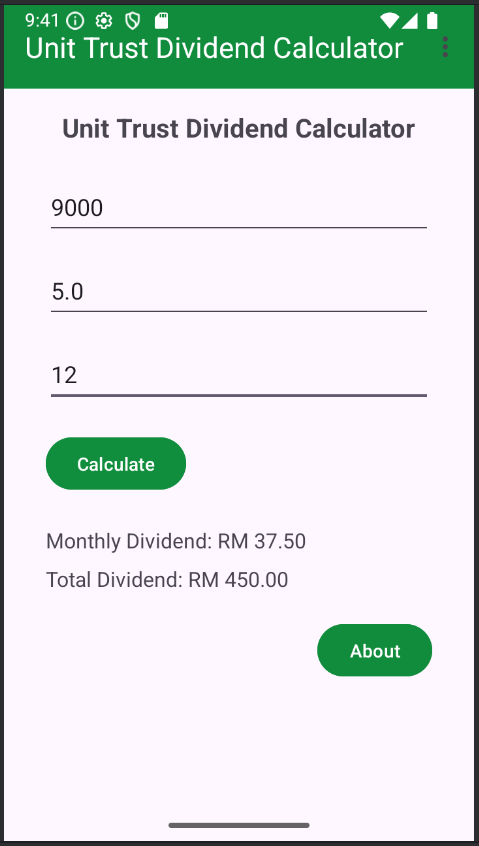 9:41
Unit Trust Dividend Calculator
Unit Trust Dividend Calculator
9000
5.0
12
Calculate
Monthly Dividend: RM 37.50
Total Dividend: RM 450.00
About